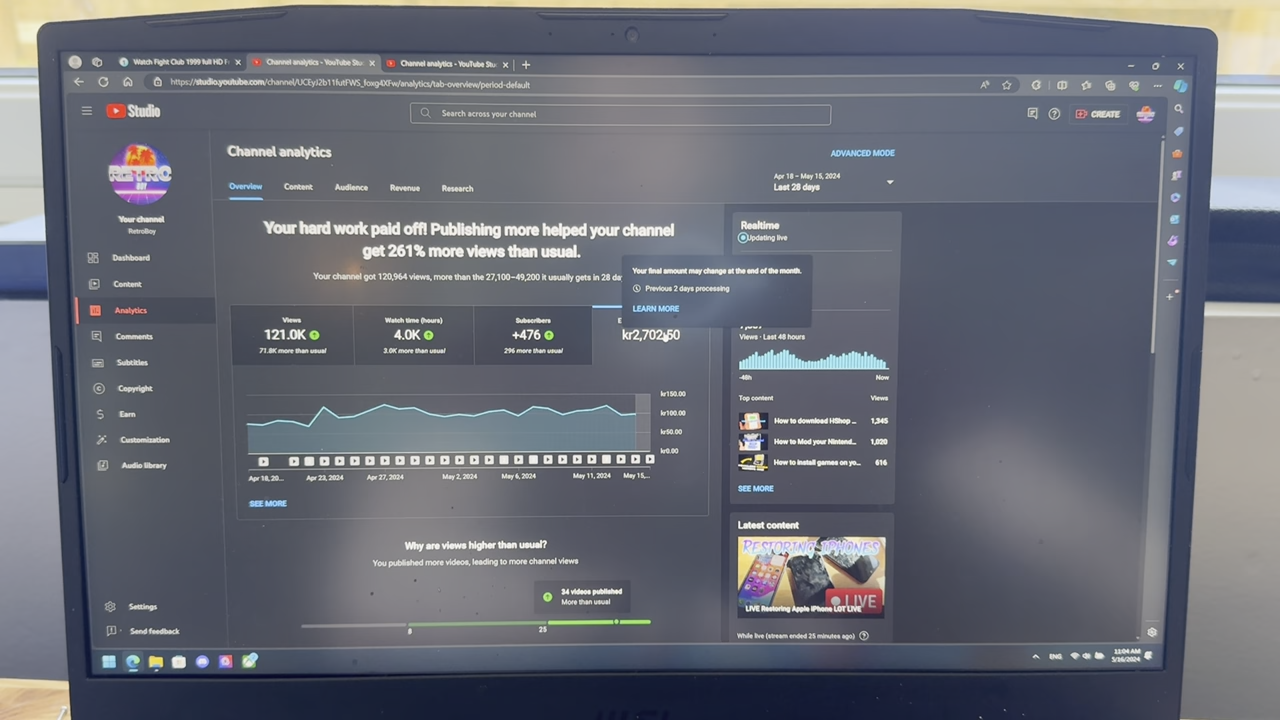 Watch Fight Club 1999 full HD F
Channel analytics - YouTube Stu
Channel analytics - YouTube Stu
https://studio.youtube.com/channel/UCEyi2b11futFWS_foxg4XFw/analytics/tab-overview/period-default
Studio
Search across your channel
CREATE
RETRO
BOY
Your channel
RetroBoy
Dashboard
Content
Analytics
Comments
Subtitles
Copyright
Earn
Customization
Audio library
Settings
Send feedback
Channel analytics
ADVANCED MODE
Overview
Content
Audience
Revenue
Research
Apr 18 – May 15, 2024
Last 28 days
Your hard work paid off! Publishing more helped your channel
get 261% more views than usual.
Your channel got 120,964 views, more than the 27,100–49,200 it usually gets in 28 da
Views
121.0K
71.8K more than usual
Watch time (hours)
4.0K
3.0K more than usual
Subscribers
+476
296 more than usual
kr2,702.50
Your final amount may change at the end of the month.
Previous 2 days processing
LEARN MORE
kr150.00
kr100.00
kr50.00
kr0.00
Apr 18, 20...
Apr 23, 2024
Apr 27, 2024
May 2, 2024
May 6, 2024
May 11, 2024
May 15,...
SEE MORE
Why are views higher than usual?
You published more videos, leading to more channel views
34 videos published
More than usual
8
25
Realtime
Updating live
Views · Last 48 hours
-48h
Now
Top content
Views
How to download HShop ...
1,345
How to Mod your Nintend...
1,020
How to install games on yo...
616
SEE MORE
Latest content
RESTORING IPHONES
LIVE
LIVE Restoring Apple iPhone LOT LIVE
While live (stream ended 25 minutes ago)
ENG
12:04 AM
5/16/2024